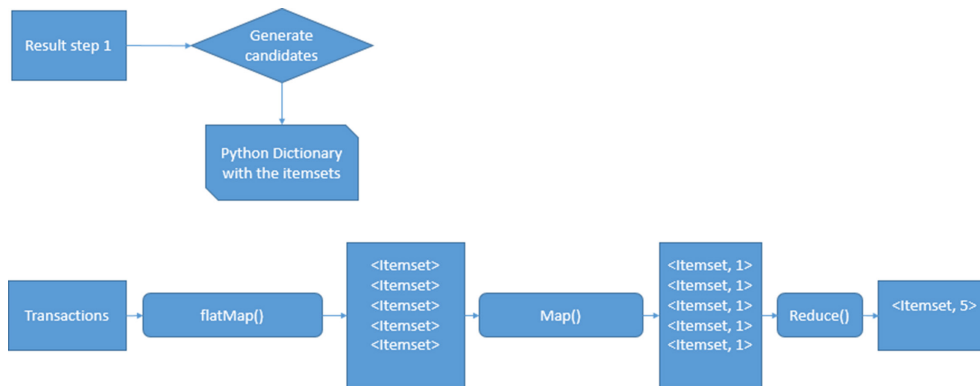 Result step 1
Generate
candidates
Python Dictionary
with the itemsets
Transactions
flatMap()
<Itemset>
<Itemset>
<Itemset>
<Itemset>
<Itemset>
Map()
<Itemset, 1>
<Itemset, 1>
<Itemset, 1>
<Itemset, 1>
<Itemset, 1>
Reduce()
<Itemset, 5>